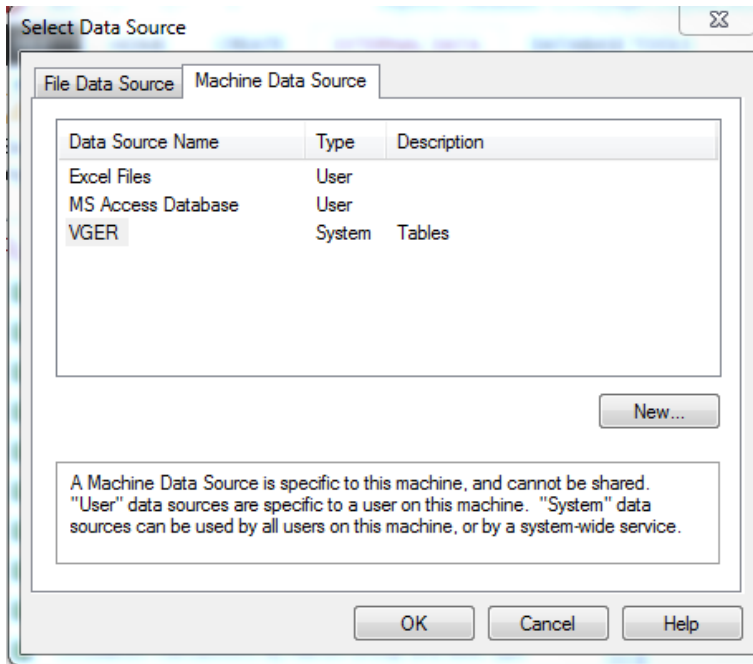 Select Data Source
File Data Source Machine Data Source
Data Source Name Type Description
Excel Files User
MS Access Database User
VGER System Tables
New...
A Machine Data Source is specific to this machine, and cannot be shared.
"User" data sources are specific to a user on this machine. "System" data
sources can be used by all users on this machine, or by a system-wide service.
OK Cancel Help